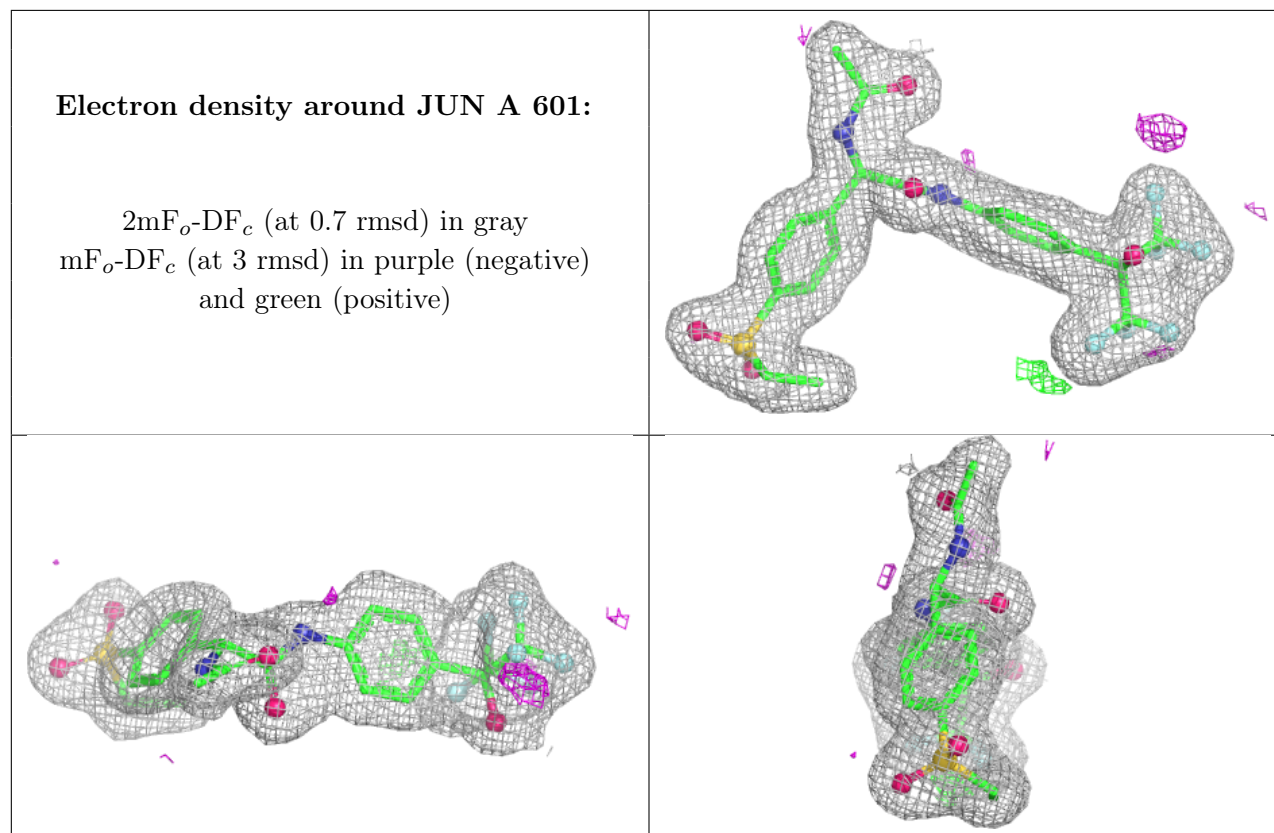 Electron density around JUN A 601:
2mFo-DFc (at 0.7 rmsd) in gray
mFo-DFc (at 3 rmsd) in purple (negative)
and green (positive)